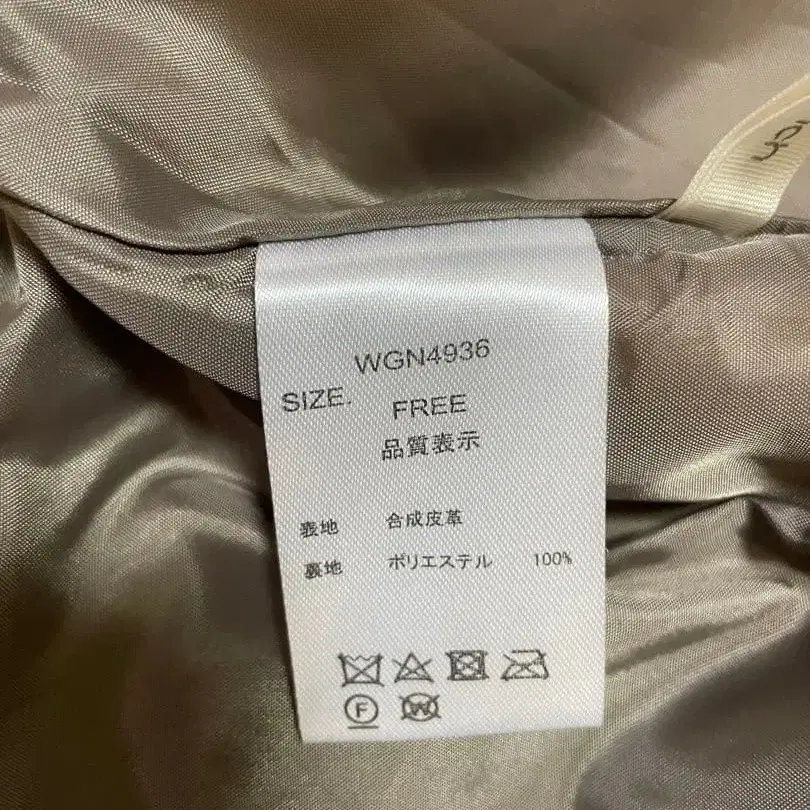 WGN4936
SIZE. FREE
品質表示
表地 合成皮革
裏地 ポリエステル 100%
F
W